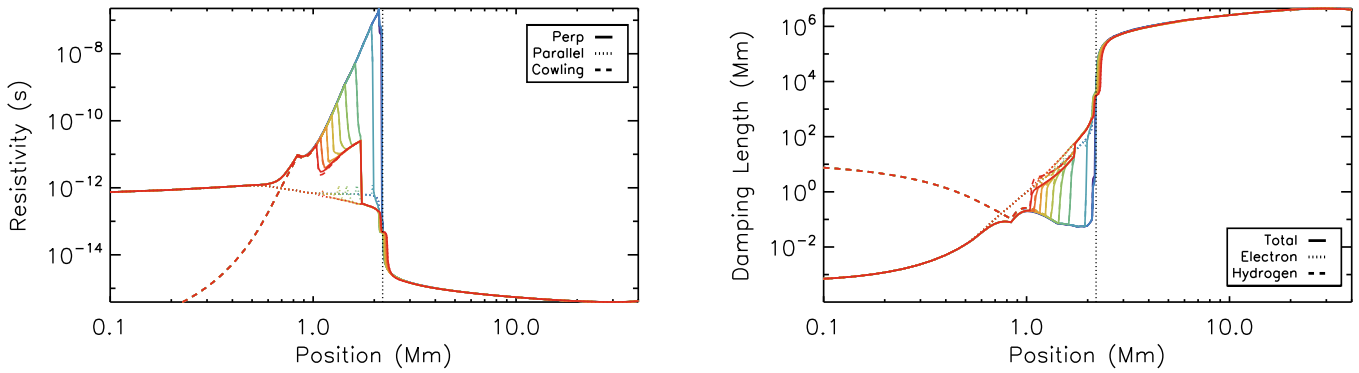 Resistivity (s)
10⁻⁸
10⁻¹⁰
10⁻¹²
10⁻¹⁴
Perp
Parallel
Cowling
0.1
1.0
10.0
Position (Mm)
Damping Length (Mm)
10⁶
10⁴
10²
10⁰
10⁻²
Total
Electron
Hydrogen
0.1
1.0
10.0
Position (Mm)